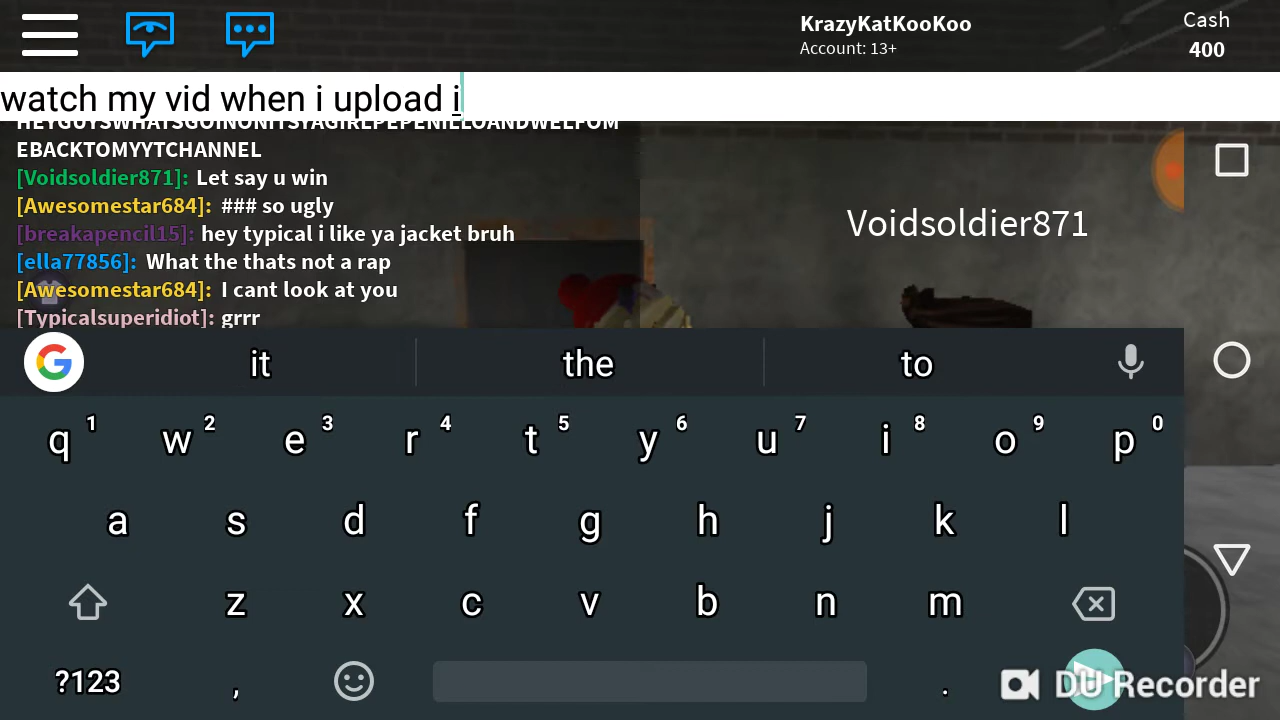 KrazyKatKooKoo
Account: 13+
Cash
400
watch my vid when i upload i
HEYGUYSWHATSGOINONITSYAGIRLPEPENILLOANDWELFOM
EBACKTOMYYTCHANNEL
[Voidsoldier871]: Let say u win
[Awesomestar684]: ### so ugly
[breakapencil15]: hey typical i like ya jacket bruh
[ella77856]: What the thats not a rap
[Awesomestar684]: I cant look at you
[Typicalsuperidiot]: grrr
Voidsoldier871
G it the to
q 1 w 2 e 3 r 4 t 5 y 6 u 7 i 8 o 9 p 0
a s d f g h j k l
z x c v b n m
?123 , .
DU Recorder